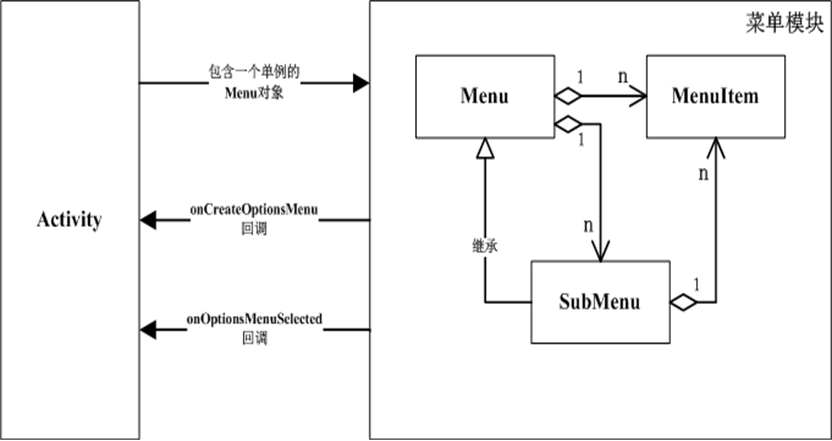 菜单模块
包含一个单例的
Menu对象
1
n
Menu
MenuItem
1
n
Activity
onCreateOptionsMenu
回调
继承
n
1
SubMenu
onOptionsMenuSelected
回调